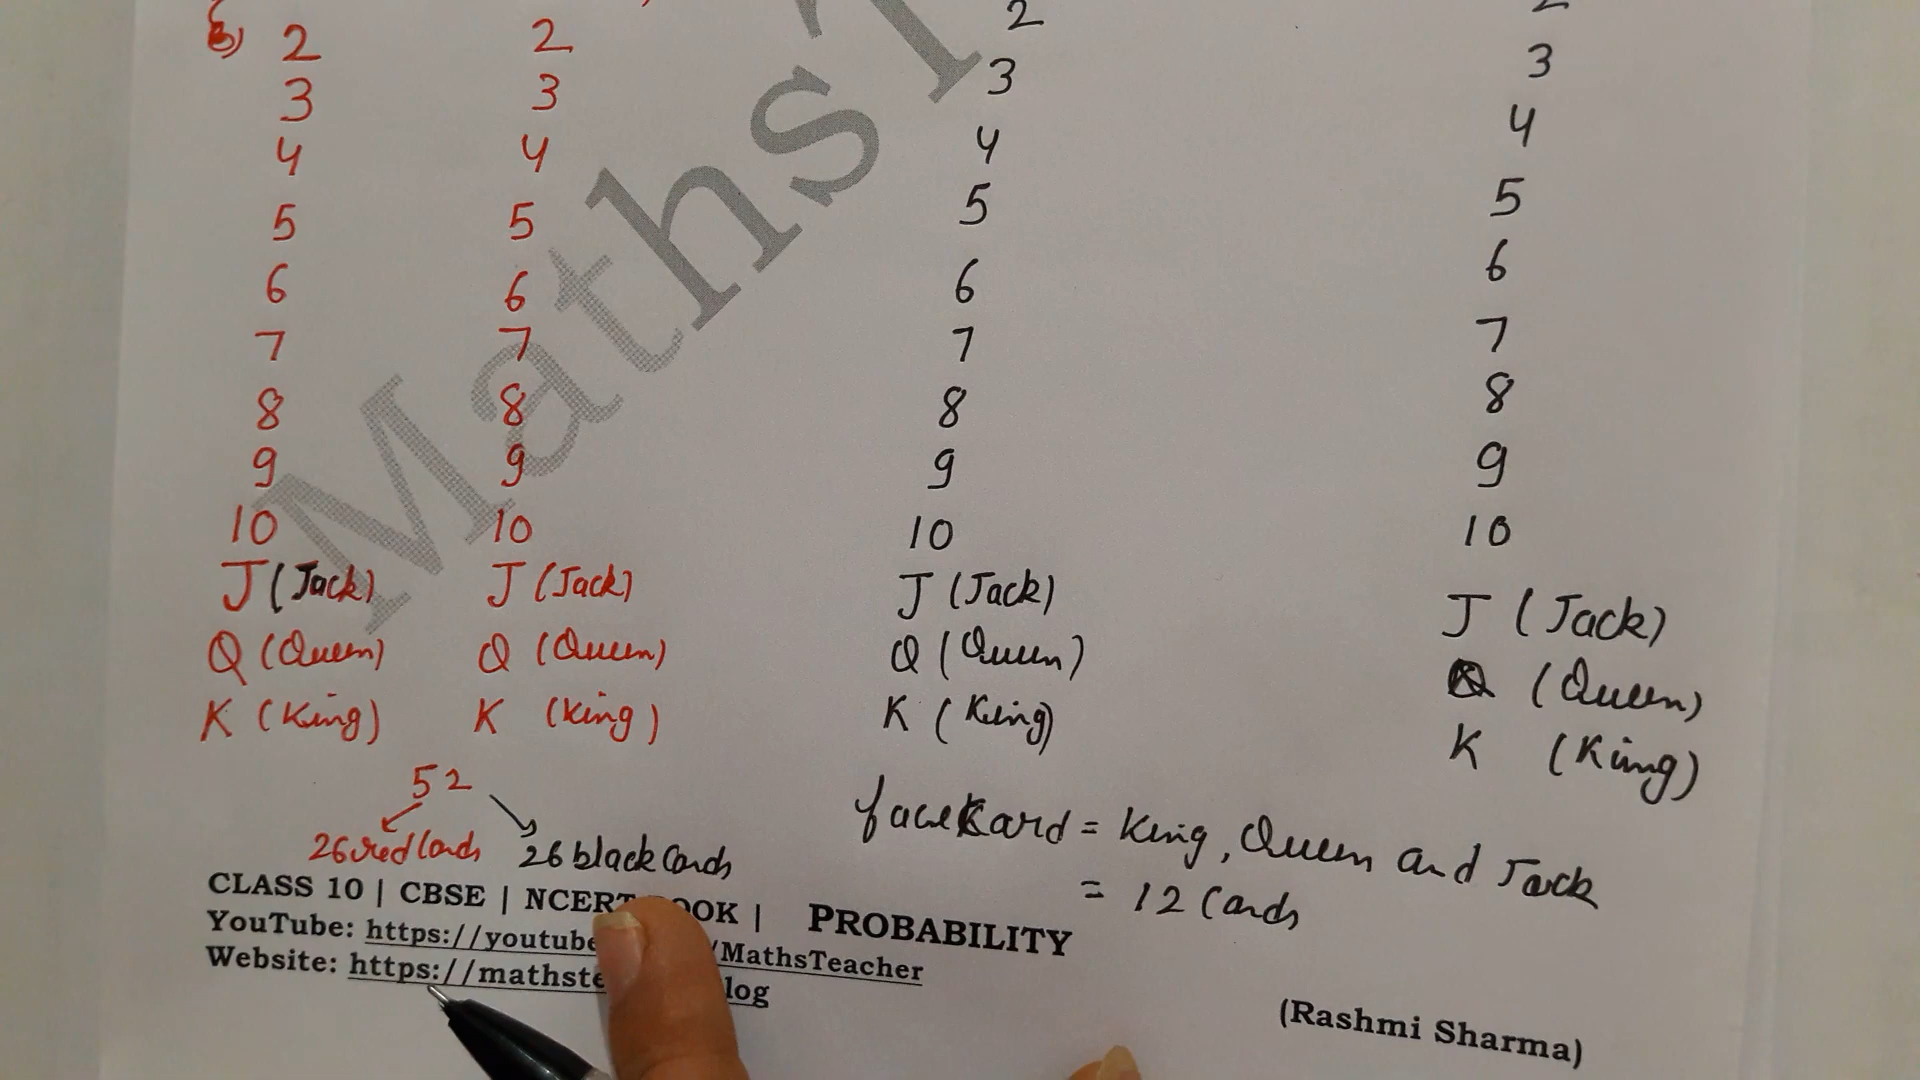 2 2 2
3 3 3 3
4 4 4 4
5 5 5 5
6 6 6 6
7 7 7 7
8 8 8 8
9 9 9 9
10 10 10 10
J (Jack) J (Jack) J (Jack) J (Jack)
Q (Queen) Q (Queen) Q (Queen) Q (Queen)
K (King) K (King) K (King) K (King)
52
26 red Cards 26 black Cards
face Card = King, Queen and Jack
= 12 Cards
CLASS 10 | CBSE | NCERT | PROBABILITY
YouTube: https://youtube /MathsTeacher
Website: https://mathste log
(Rashmi Sharma)
Maths